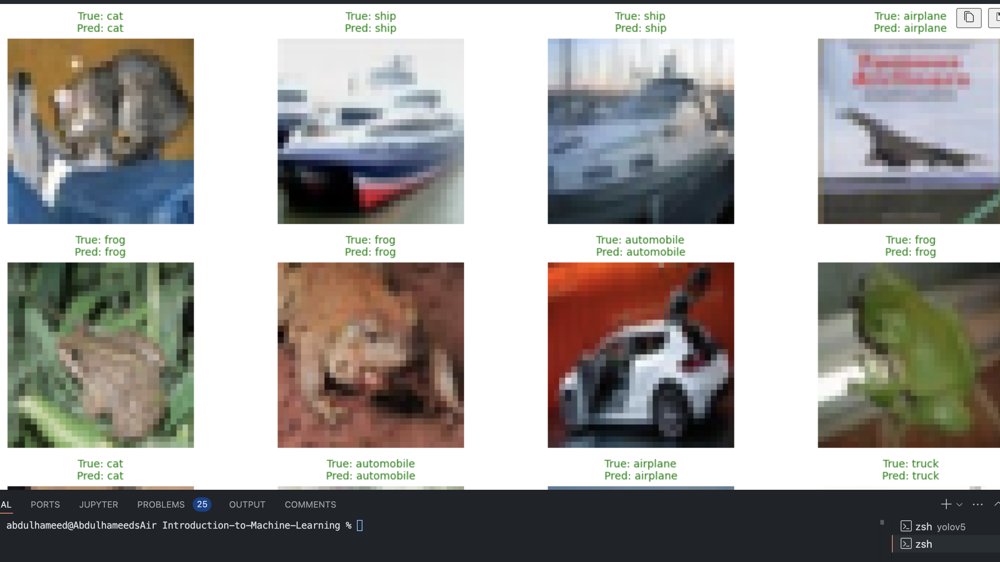 True: cat
Pred: cat
True: ship
Pred: ship
True: ship
Pred: ship
True: airplane
Pred: airplane
True: frog
Pred: frog
True: frog
Pred: frog
True: automobile
Pred: automobile
True: frog
Pred: frog
True: cat
Pred: cat
True: automobile
Pred: automobile
True: airplane
Pred: airplane
True: truck
Pred: truck
AL PORTS JUPYTER PROBLEMS 25 OUTPUT COMMENTS
abdulhameed@AbdulhameedsAir Introduction-to-Machine-Learning %
zsh yolov5
zsh